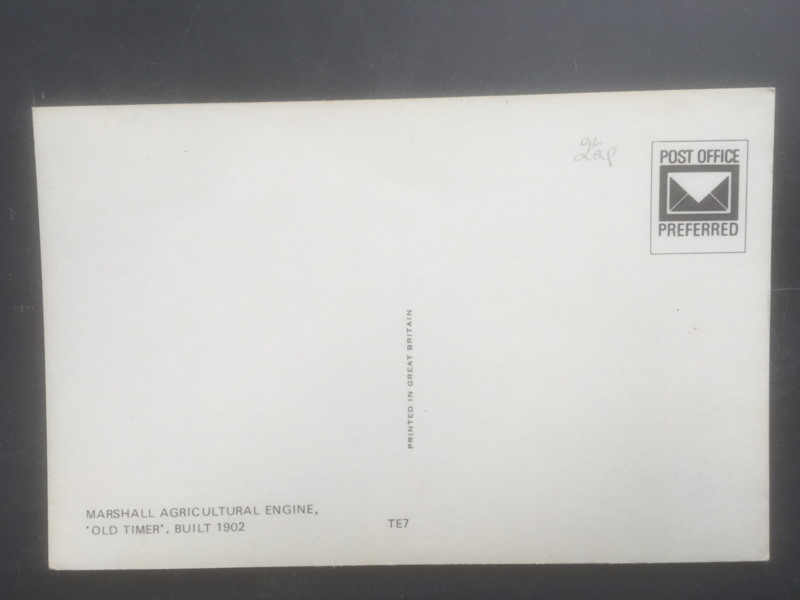 POST OFFICE
PREFERRED
PRINTED IN GREAT BRITAIN
MARSHALL AGRICULTURAL ENGINE,
'OLD TIMER', BUILT 1902
TE7